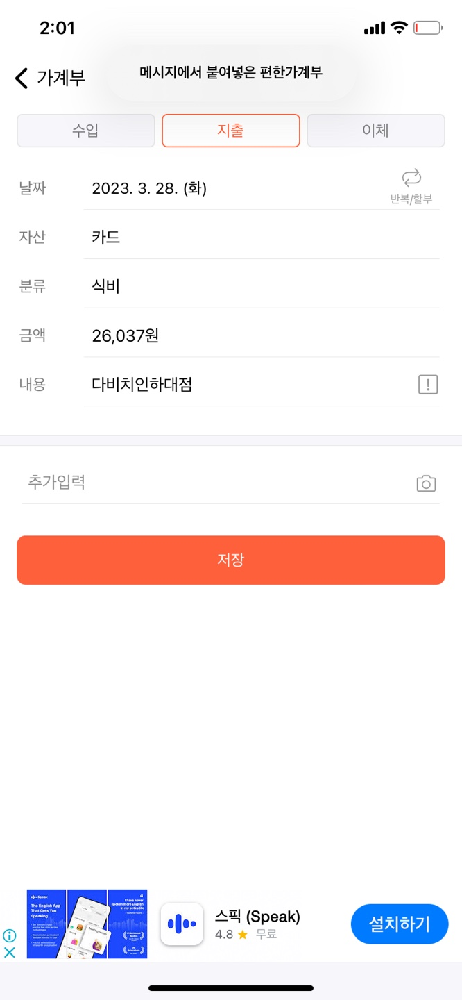 2:01
가계부
메시지에서 붙여넣은 편한가계부
수입
지출
이체
날짜
2023. 3. 28. (화)
반복/할부
자산
카드
분류
식비
금액
26,037원
내용
다비치인하대점
추가입력
저장
Speak
The English App
That Gets You
Speaking
I have never
spoken more English
in my entire life
스픽 (Speak)
4.8 ★ 무료
설치하기